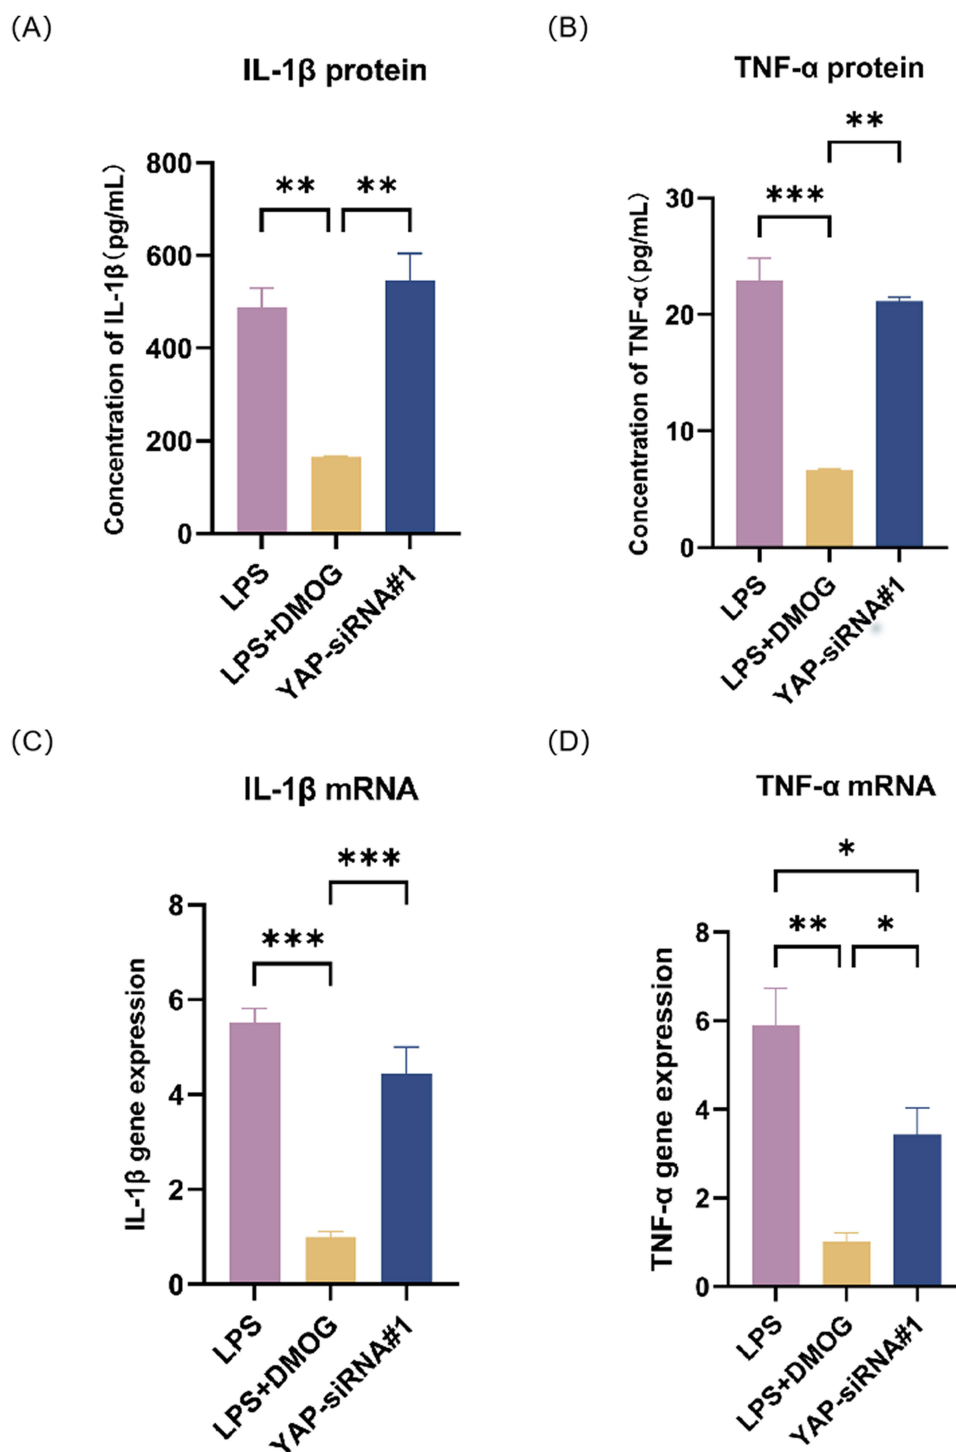 (A)
IL-1β protein
Concentration of IL-1β(pg/mL)
800
600
400
200
0
** **
LPS
LPS+DMOG
YAP-siRNA#1
(B)
TNF-α protein
Concentration of TNF-α(pg/mL)
30
20
10
0
**
***
LPS
LPS+DMOG
YAP-siRNA#1
(C)
IL-1β mRNA
IL-1β gene expression
8
6
4
2
0
***
***
LPS
LPS+DMOG
YAP-siRNA#1
(D)
TNF-α mRNA
TNF-α gene expression
8
6
4
2
0
*
** *
LPS
LPS+DMOG
YAP-siRNA#1